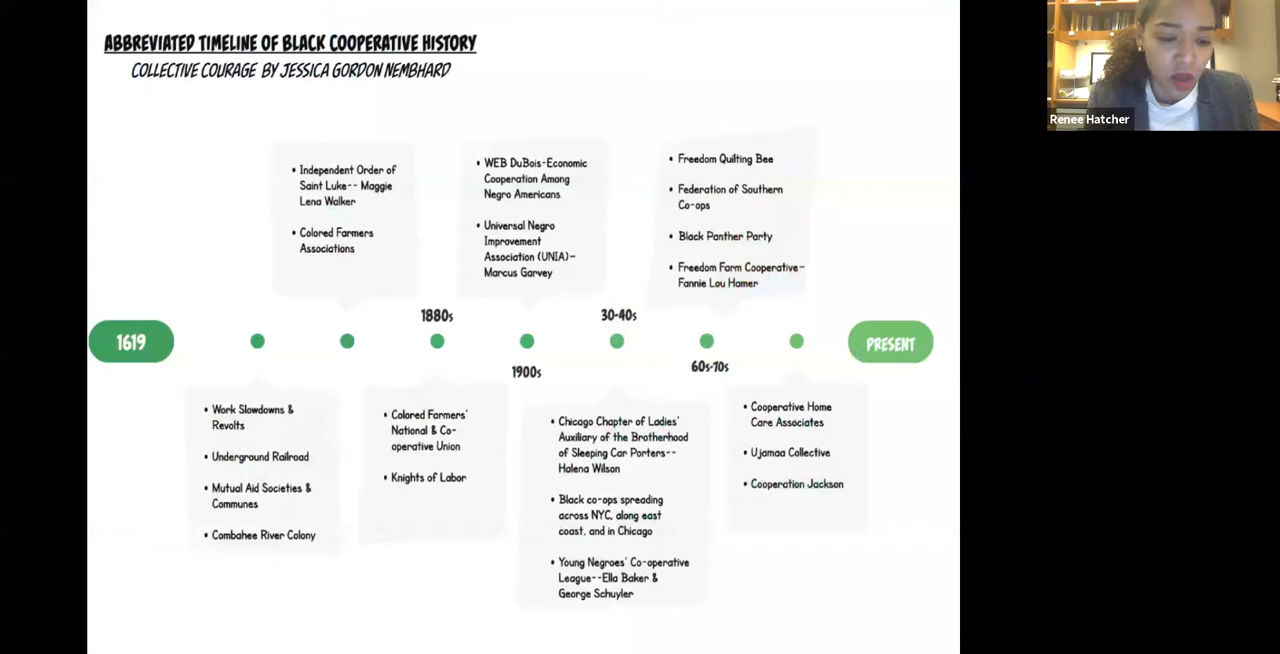 ABBREVIATED TIMELINE OF BLACK COOPERATIVE HISTORY
COLLECTIVE COURAGE BY JESSICA GORDON NEMBHARD
Renee Hatcher
• Independent Order of
Saint Luke-- Maggie
Lena Walker
• Colored Farmers
Associations
• WEB DuBois-Economic
Cooperation Among
Negro Americans
• Universal Negro
Improvement
Association (UNIA)-
Marcus Garvey
• Freedom Quilting Bee
• Federation of Southern
Co-ops
• Black Panther Party
• Freedom Farm Cooperative-
Fannie Lou Hamer
1619
1880s
1900s
30-40s
60s-70s
PRESENT
• Work Slowdowns &
Revolts
• Underground Railroad
• Mutual Aid Societies &
Communes
• Combahee River Colony
• Colored Farmers'
National & Co-
operative Union
• Knights of Labor
• Chicago Chapter of Ladies'
Auxiliary of the Brotherhood
of Sleeping Car Porters--
Halena Wilson
• Black co-ops spreading
across NYC, along east
coast, and in Chicago
• Young Negroes' Co-operative
League--Ella Baker &
George Schuyler
• Cooperative Home
Care Associates
• Ujamaa Collective
• Cooperation Jackson